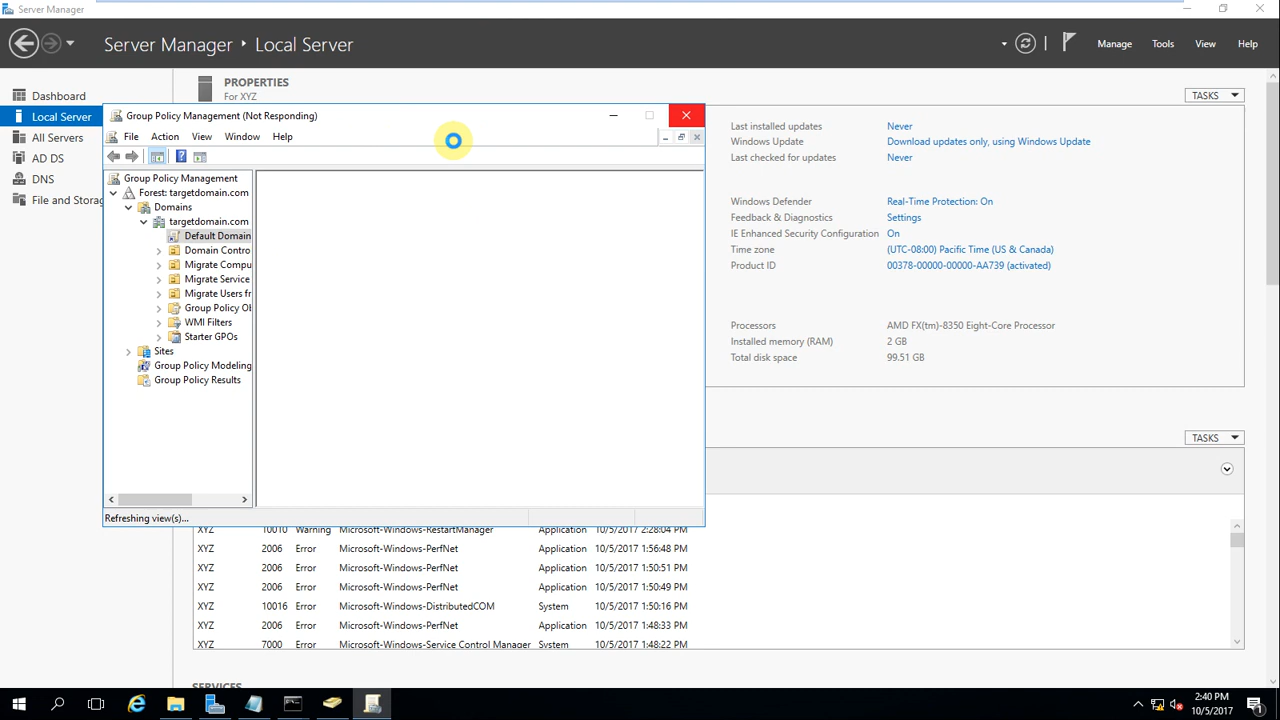 Server Manager
Server Manager ‣ Local Server
Manage
Tools
View
Help
Dashboard
Local Server
All Servers
AD DS
DNS
File and Storag
PROPERTIES
For XYZ
TASKS
Last installed updates Never
Windows Update Download updates only, using Windows Update
Last checked for updates Never
Windows Defender Real-Time Protection: On
Feedback & Diagnostics Settings
IE Enhanced Security Configuration On
Time zone (UTC-08:00) Pacific Time (US & Canada)
Product ID 00378-00000-00000-AA739 (activated)
Processors AMD FX(tm)-8350 Eight-Core Processor
Installed memory (RAM) 2 GB
Total disk space 99.51 GB
TASKS
Group Policy Management (Not Responding)
File Action View Window Help
Group Policy Management
Forest: targetdomain.com
Domains
targetdomain.com
Default Domain
Domain Contro
Migrate Compu
Migrate Service
Migrate Users fr
Group Policy Ob
WMI Filters
Starter GPOs
Sites
Group Policy Modeling
Group Policy Results
Refreshing view(s)...
XYZ 10010 Warning Microsoft-Windows-RestartManager Application 10/5/2017 2:28:04 PM
XYZ 2006 Error Microsoft-Windows-PerfNet Application 10/5/2017 1:56:48 PM
XYZ 2006 Error Microsoft-Windows-PerfNet Application 10/5/2017 1:50:51 PM
XYZ 2006 Error Microsoft-Windows-PerfNet Application 10/5/2017 1:50:49 PM
XYZ 10016 Error Microsoft-Windows-DistributedCOM System 10/5/2017 1:50:16 PM
XYZ 2006 Error Microsoft-Windows-PerfNet Application 10/5/2017 1:48:33 PM
XYZ 7000 Error Microsoft-Windows-Service Control Manager System 10/5/2017 1:48:22 PM
SERVICES
2:40 PM
10/5/2017
1